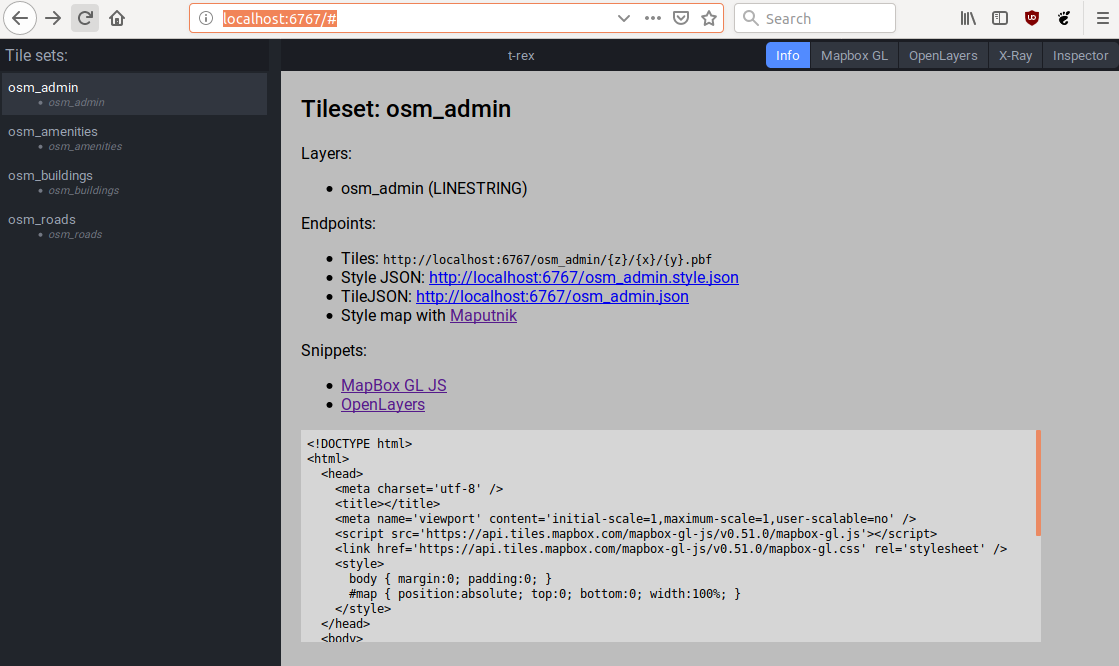 localhost:6767/#
Search
Tile sets:
t-rex
Info
Mapbox GL
OpenLayers
X-Ray
Inspector
osm_admin
• osm_admin
osm_amenities
• osm_amenities
osm_buildings
• osm_buildings
osm_roads
• osm_roads
Tileset: osm_admin
Layers:
• osm_admin (LINESTRING)
Endpoints:
• Tiles: http://localhost:6767/osm_admin/{z}/{x}/{y}.pbf
• Style JSON: http://localhost:6767/osm_admin.style.json
• TileJSON: http://localhost:6767/osm_admin.json
• Style map with Maputnik
Snippets:
• MapBox GL JS
• OpenLayers
<!DOCTYPE html>
<html>
  <head>
    <meta charset='utf-8' />
    <title></title>
    <meta name='viewport' content='initial-scale=1,maximum-scale=1,user-scalable=no' />
    <script src='https://api.tiles.mapbox.com/mapbox-gl-js/v0.51.0/mapbox-gl.js'></script>
    <link href='https://api.tiles.mapbox.com/mapbox-gl-js/v0.51.0/mapbox-gl.css' rel='stylesheet' />
    <style>
      body { margin:0; padding:0; }
      #map { position:absolute; top:0; bottom:0; width:100%; }
    </style>
  </head>
  <body>